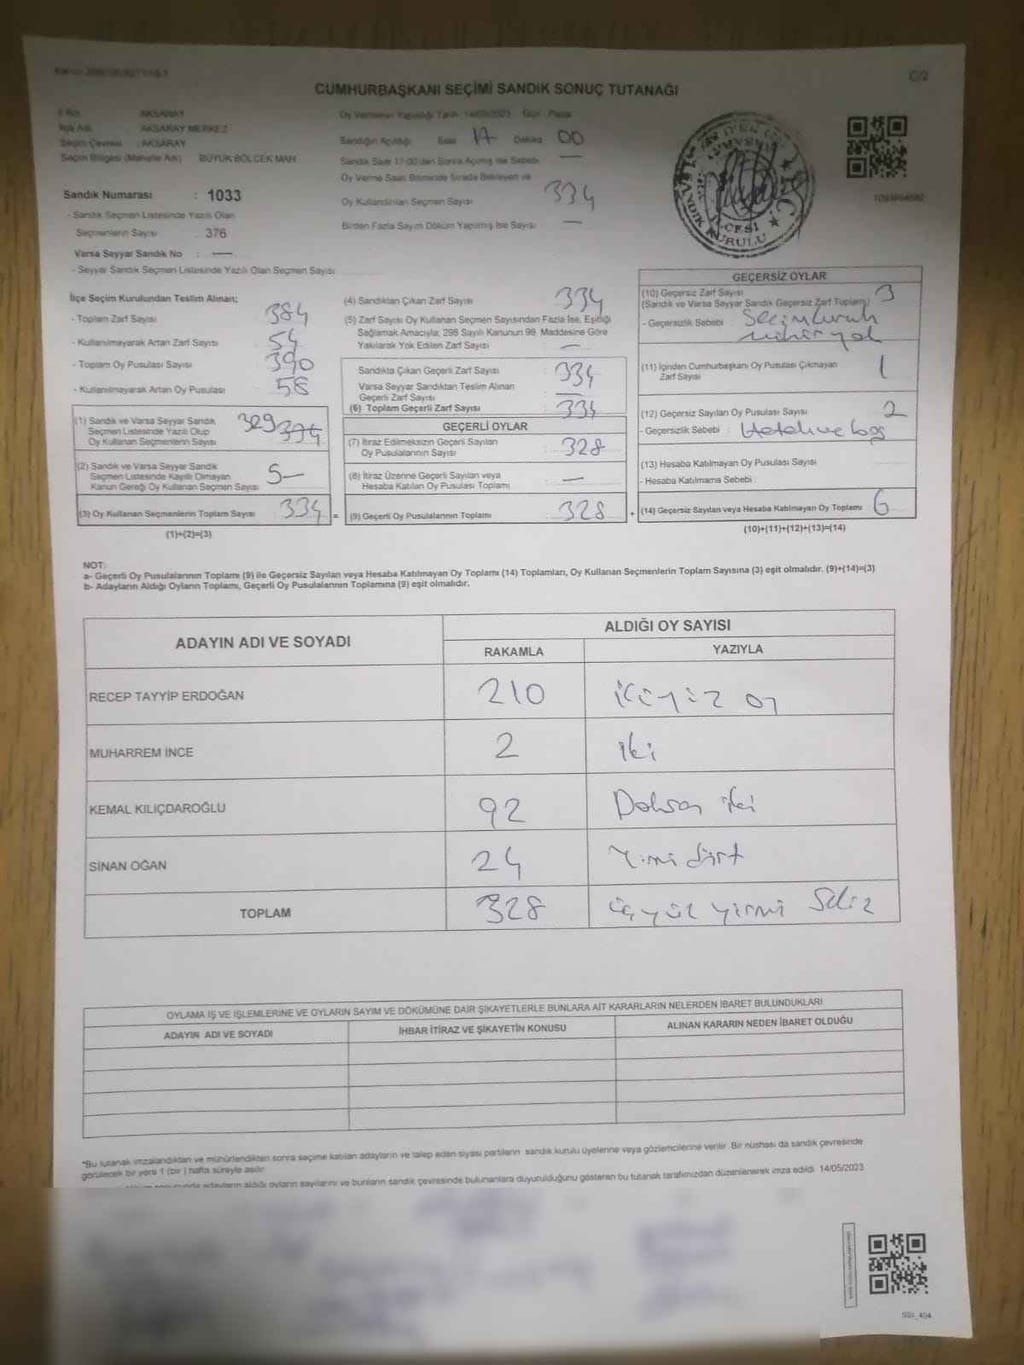 C/2
CUMHURBAŞKANI SEÇİMİ SANDIK SONUÇ TUTANAĞI
İl Adı : AKSARAY
İlçe Adı : AKSARAY MERKEZ
Seçim Çevresi : AKSARAY
Seçim Bölgesi (Mahalle Adı) : BÜYÜK BÖLCEK MAH
Sandık Numarası : 1033
- Sandık Seçmen Listesinde Yazılı Olan
Seçmenlerin Sayısı : 376
Varsa Seyyar Sandık No : —
- Seyyar Sandık Seçmen Listesinde Yazılı Olan Seçmen Sayısı
Oy Vermenin Yapıldığı Tarih: 14/05/2023 Gün: Pazar
Sandığın Açıldığı Saat 17 Dakika 00
Sandık Saat 17:00'den Sonra Açılmış İse Sebebi —
Oy Verme Saati Bitiminde Sırada Bekleyen ve
Oy Kullandırılan Seçmen Sayısı 334
Birden Fazla Sayım Döküm Yapılmış İse Sayısı —
İlçe Seçim Kurulundan Teslim Alınan;
- Toplam Zarf Sayısı 384
- Kullanılmayarak Artan Zarf Sayısı 54
- Toplam Oy Pusulası Sayısı 390
- Kullanılmayarak Artan Oy Pusulası 58
(1) Sandık ve Varsa Seyyar Sandık
Seçmen Listesinde Yazılı Olup
Oy Kullanan Seçmenlerin Sayısı 329
(2) Sandık ve Varsa Seyyar Sandık
Seçmen Listesinde Kayıtlı Olmayan
Kanun Gereği Oy Kullanan Seçmen Sayısı 5—
(3) Oy Kullanan Seçmenlerin Toplam Sayısı 334 =
(1)+(2)=(3)
(4) Sandıktan Çıkan Zarf Sayısı 334
(5) Zarf Sayısı Oy Kullanan Seçmen Sayısından Fazla İse, Eşitliği
Sağlamak Amacıyla; 298 Sayılı Kanunun 98. Maddesine Göre
Yakılarak Yok Edilen Zarf Sayısı —
Sandıkta Çıkan Geçerli Zarf Sayısı 334
Varsa Seyyar Sandıktan Teslim Alınan
Geçerli Zarf Sayısı —
(6) Toplam Geçerli Zarf Sayısı 334
GEÇERLİ OYLAR
(7) İtiraz Edilmeksizin Geçerli Sayılan
Oy Pusulalarının Sayısı 328
(8) İtiraz Üzerine Geçerli Sayılan veya
Hesaba Katılan Oy Pusulası Toplamı —
(9) Geçerli Oy Pusulalarının Toplamı 328 +
GEÇERSİZ OYLAR
(10) Geçersiz Zarf Sayısı
(Sandık ve Varsa Seyyar Sandık Geçersiz Zarf Toplamı) 3
- Geçersizlik Sebebi
(11) İçinden Cumhurbaşkanı Oy Pusulası Çıkmayan
Zarf Sayısı 1
(12) Geçersiz Sayılan Oy Pusulası Sayısı 2
- Geçersizlik Sebebi :
(13) Hesaba Katılmayan Oy Pusulası Sayısı
- Hesaba Katılmama Sebebi
(14) Geçersiz Sayılan veya Hesaba Katılmayan Oy Toplamı 6
(10)+(11)+(12)+(13)=(14)
NOT:
a- Geçerli Oy Pusulalarının Toplamı (9) ile Geçersiz Sayılan veya Hesaba Katılmayan Oy Toplamı (14) Toplamları, Oy Kullanan Seçmenlerin Toplam Sayısına (3) eşit olmalıdır. (9)+(14)=(3)
b- Adayların Aldığı Oyların Toplamı, Geçerli Oy Pusulalarının Toplamına (9) eşit olmalıdır.
ADAYIN ADI VE SOYADI ALDIĞI OY SAYISI
RAKAMLA YAZIYLA
RECEP TAYYİP ERDOĞAN 210 ikiyüz on
MUHARREM İNCE 2 iki
KEMAL KILIÇDAROĞLU 92 Doksan iki
SİNAN OĞAN 24 Yirmi dört
TOPLAM 328 üçyüz yirmi Sekiz
OYLAMA İŞ VE İŞLEMLERİNE VE OYLARIN SAYIM VE DÖKÜMÜNE DAİR ŞİKAYETLERLE BUNLARA AİT KARARLARIN NELERDEN İBARET BULUNDUKLARI
ADAYIN ADI VE SOYADI İHBAR İTİRAZ VE ŞİKAYETİN KONUSU ALINAN KARARIN NEDEN İBARET OLDUĞU
*Bu tutanak imzalandıktan ve mühürlendikten sonra seçime katılan adayların ve talep eden siyasi partilerin sandık kurulu üyelerine veya gözlemcilerine verilir. Bir nüshası da sandık çevresinde
görülecek bir yere 1 (bir) hafta süreyle asılır.
adayların aldığı oyların sayılarını ve bunların sandık çevresinde bulunanlara duyurulduğunu gösteren bu tutanak tarafımızdan düzenlenerek imza edildi. 14/05/2023